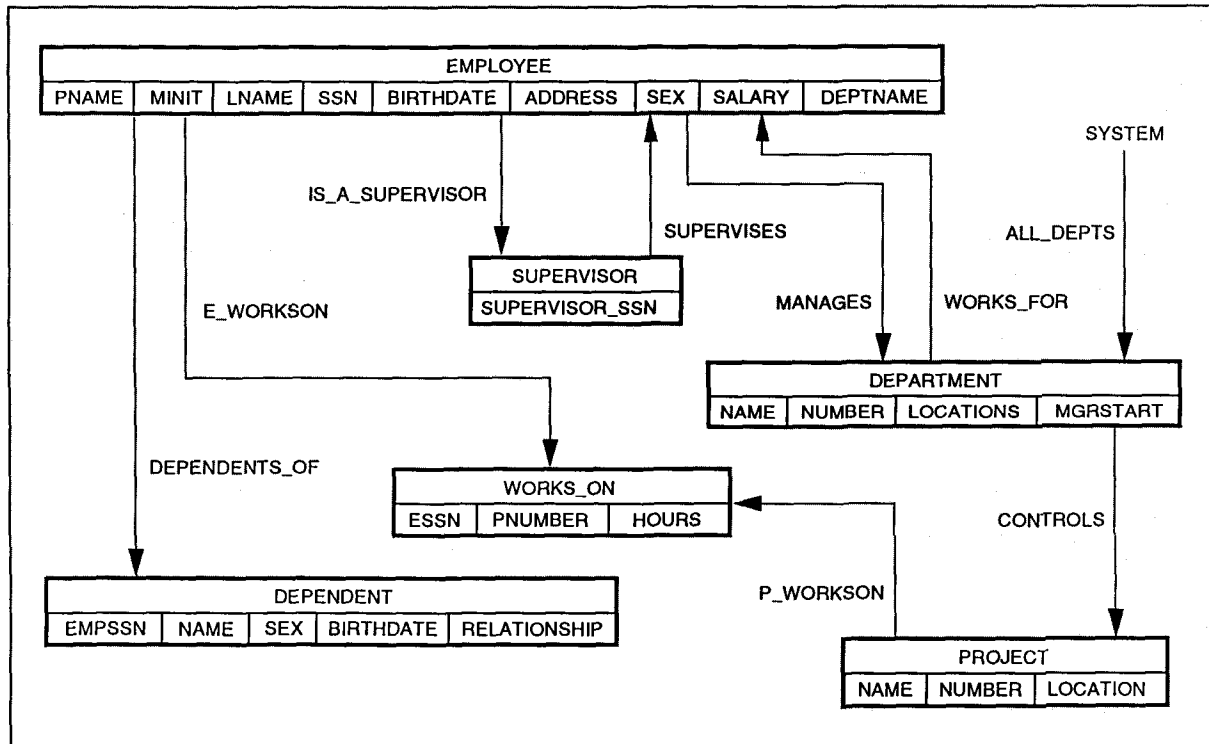 EMPLOYEE
PNAME MINIT LNAME SSN BIRTHDATE ADDRESS SEX SALARY DEPTNAME
SYSTEM
IS_A_SUPERVISOR
SUPERVISES
ALL_DEPTS
SUPERVISOR
SUPERVISOR_SSN
E_WORKSON
MANAGES
WORKS_FOR
DEPARTMENT
NAME NUMBER LOCATIONS MGRSTART
DEPENDENTS_OF
WORKS_ON
ESSN PNUMBER HOURS
CONTROLS
P_WORKSON
DEPENDENT
EMPSSN NAME SEX BIRTHDATE RELATIONSHIP
PROJECT
NAME NUMBER LOCATION